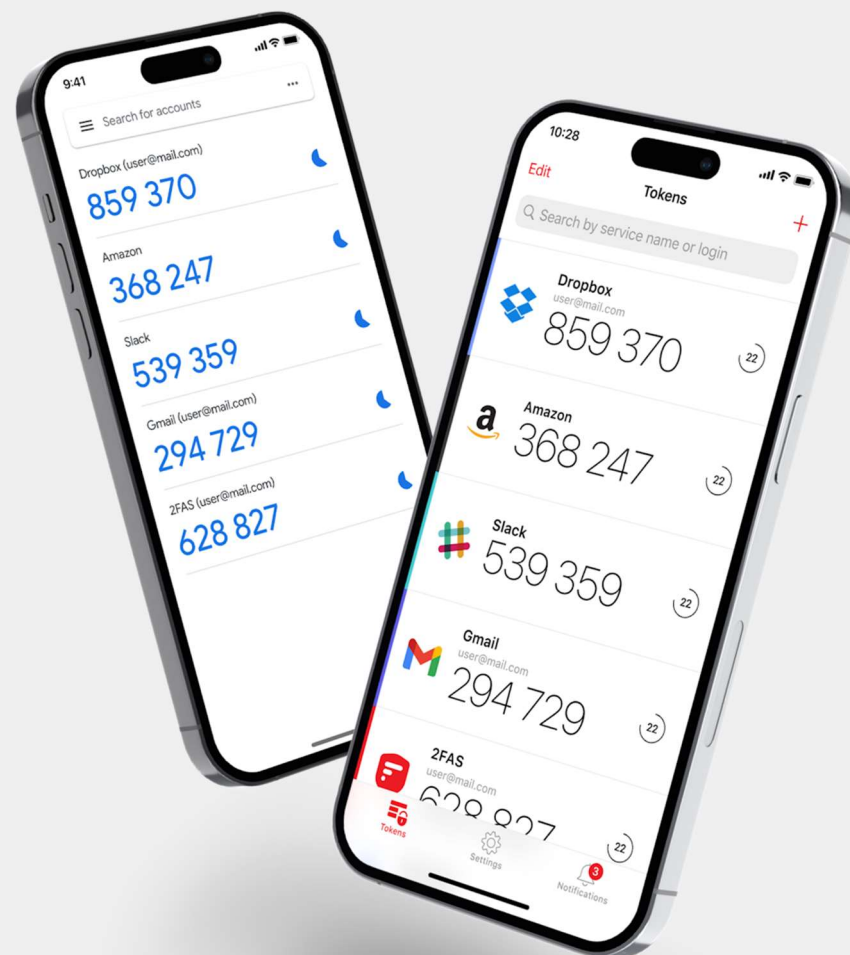 9:41
Search for accounts
Dropbox (user@mail.com)
859 370
Amazon
368 247
Slack
539 359
Gmail (user@mail.com)
294 729
2FAS (user@mail.com)
628 827
10:28
Edit
Tokens
+
Search by service name or login
Dropbox
user@mail.com
859 370
22
Amazon
368 247
22
Slack
539 359
22
Gmail
user@mail.com
294 729
22
2FAS
user@mail.com
628 827
22
Tokens
Settings
3
Notifications